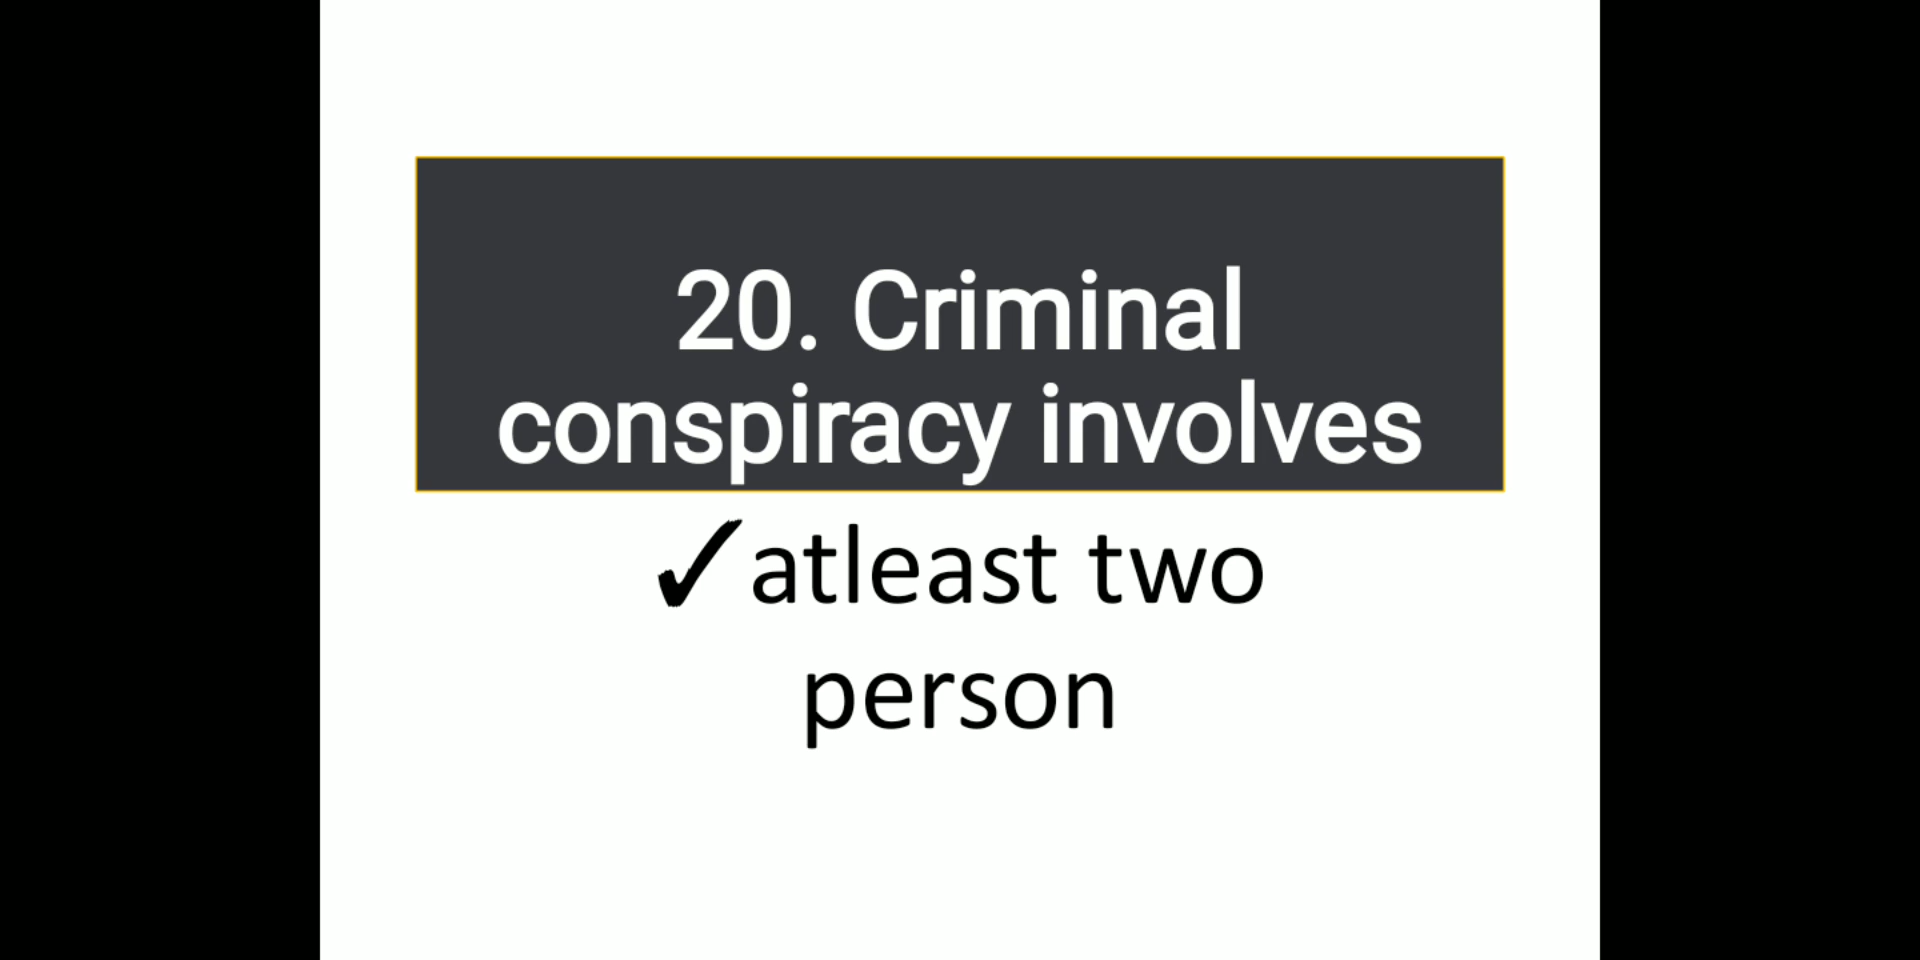 20. Criminal
conspiracy involves
✓atleast two
person